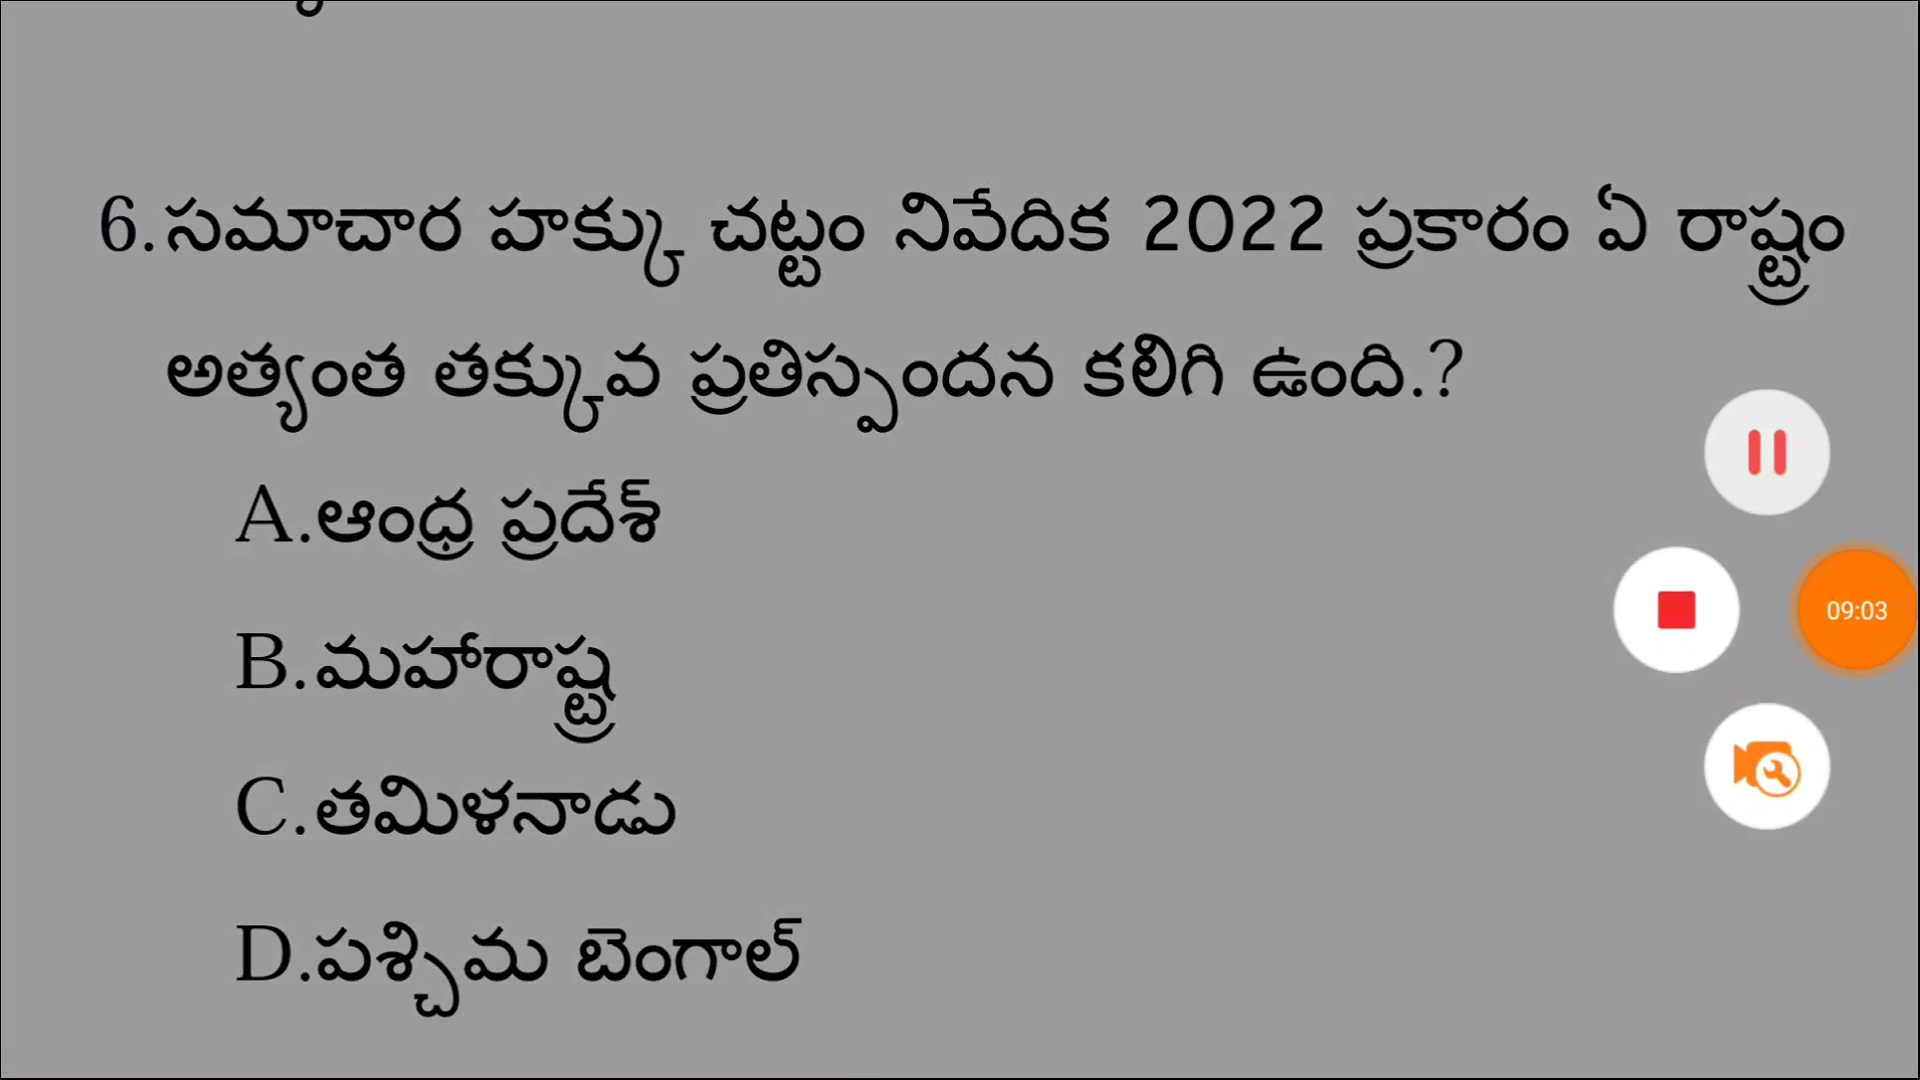 6.సమాచార హక్కు చట్టం నివేదిక 2022 ప్రకారం ఏ రాష్ట్రం
అత్యంత తక్కువ ప్రతిస్పందన కలిగి ఉంది.?
A.ఆంధ్ర ప్రదేశ్
B.మహారాష్ట్ర
C.తమిళనాడు
D.పశ్చిమ బెంగాల్
09:03